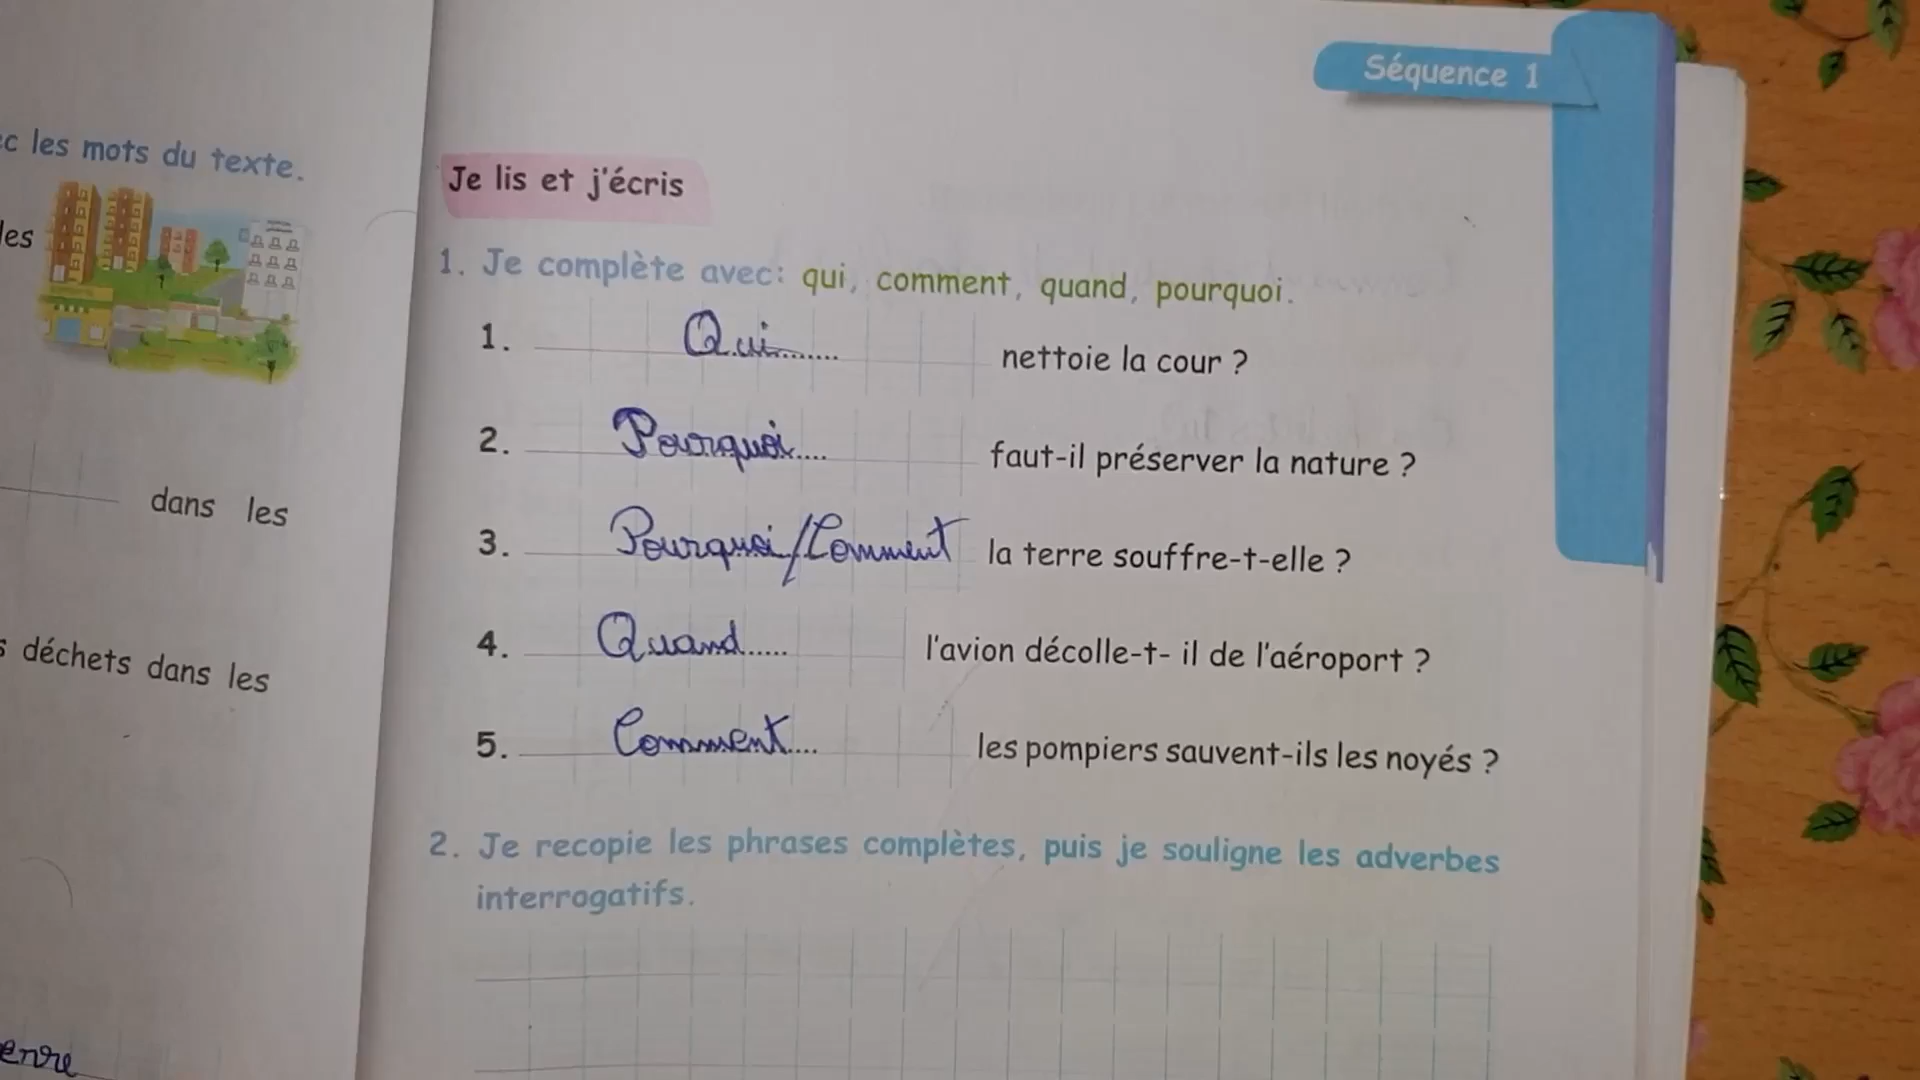 Séquence 1
c les mots du texte.
les
dans les
s déchets dans les
enre
Je lis et j'écris
1. Je complète avec: qui, comment, quand, pourquoi.
1. Qui........ nettoie la cour ?
2. Pourquoi.... faut-il préserver la nature ?
3. Pourquoi/Comment la terre souffre-t-elle ?
4. Quand..... l'avion décolle-t- il de l'aéroport ?
5. Comment.... les pompiers sauvent-ils les noyés ?
2. Je recopie les phrases complètes, puis je souligne les adverbes
interrogatifs.